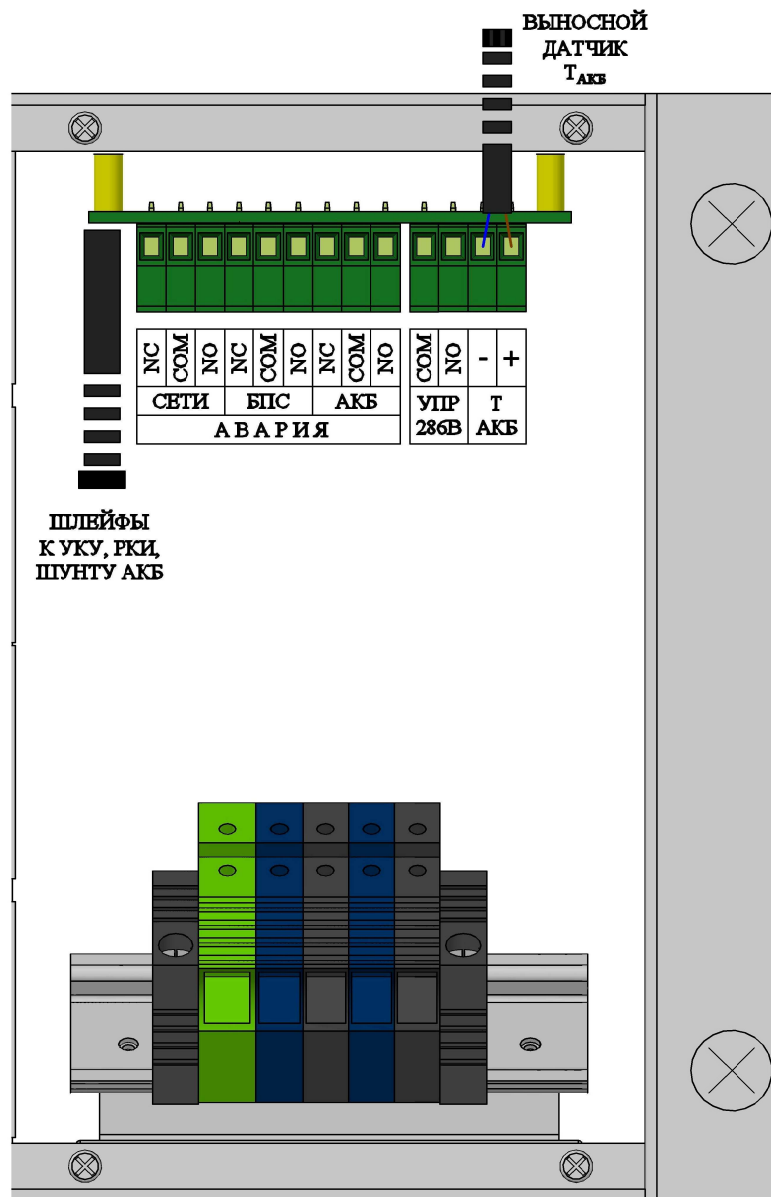 ВЫНОСНОЙ
ДАТЧИК
TАКБ
NC COM NO NC COM NO NC COM NO COM NO - +
СЕТИ БПС АКБ УПР Т
АВАРИЯ 286В АКБ
ШЛЕЙФЫ
К УКУ, РКИ,
ШУНТУ АКБ